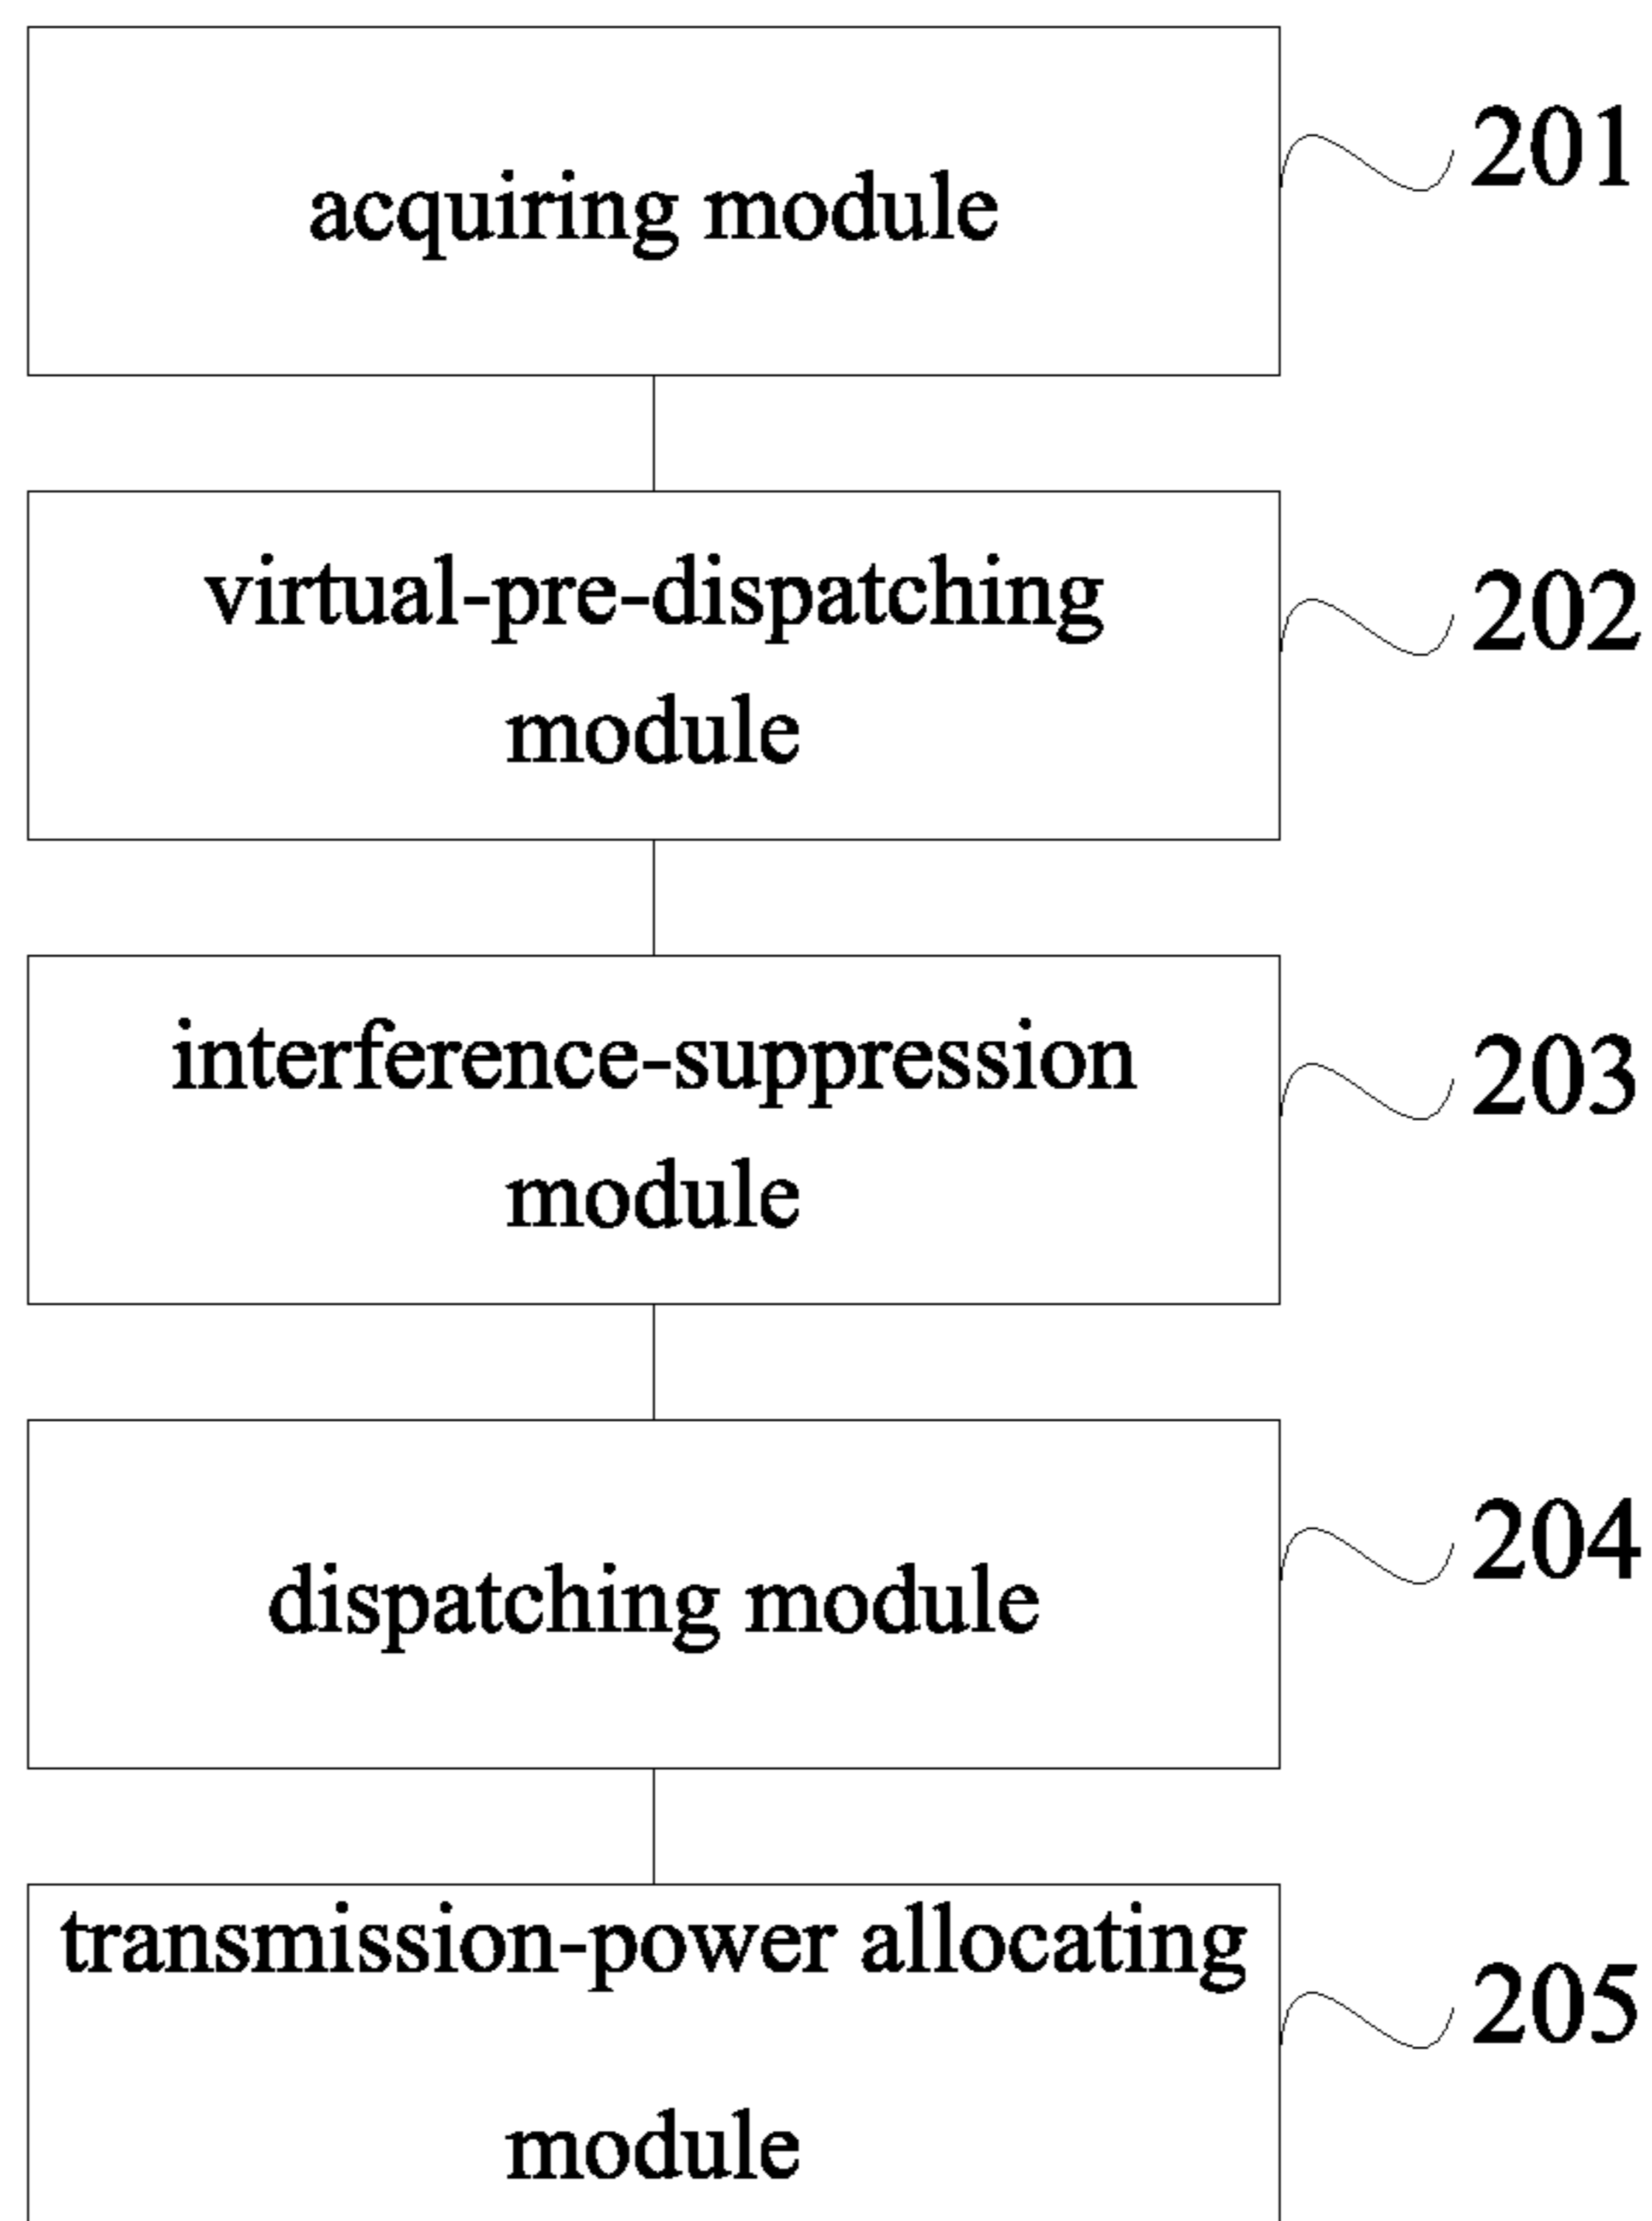 acquiring module
201
virtual-pre-dispatching
module
202
interference-suppression
module
203
dispatching module
204
transmission-power allocating
module
205